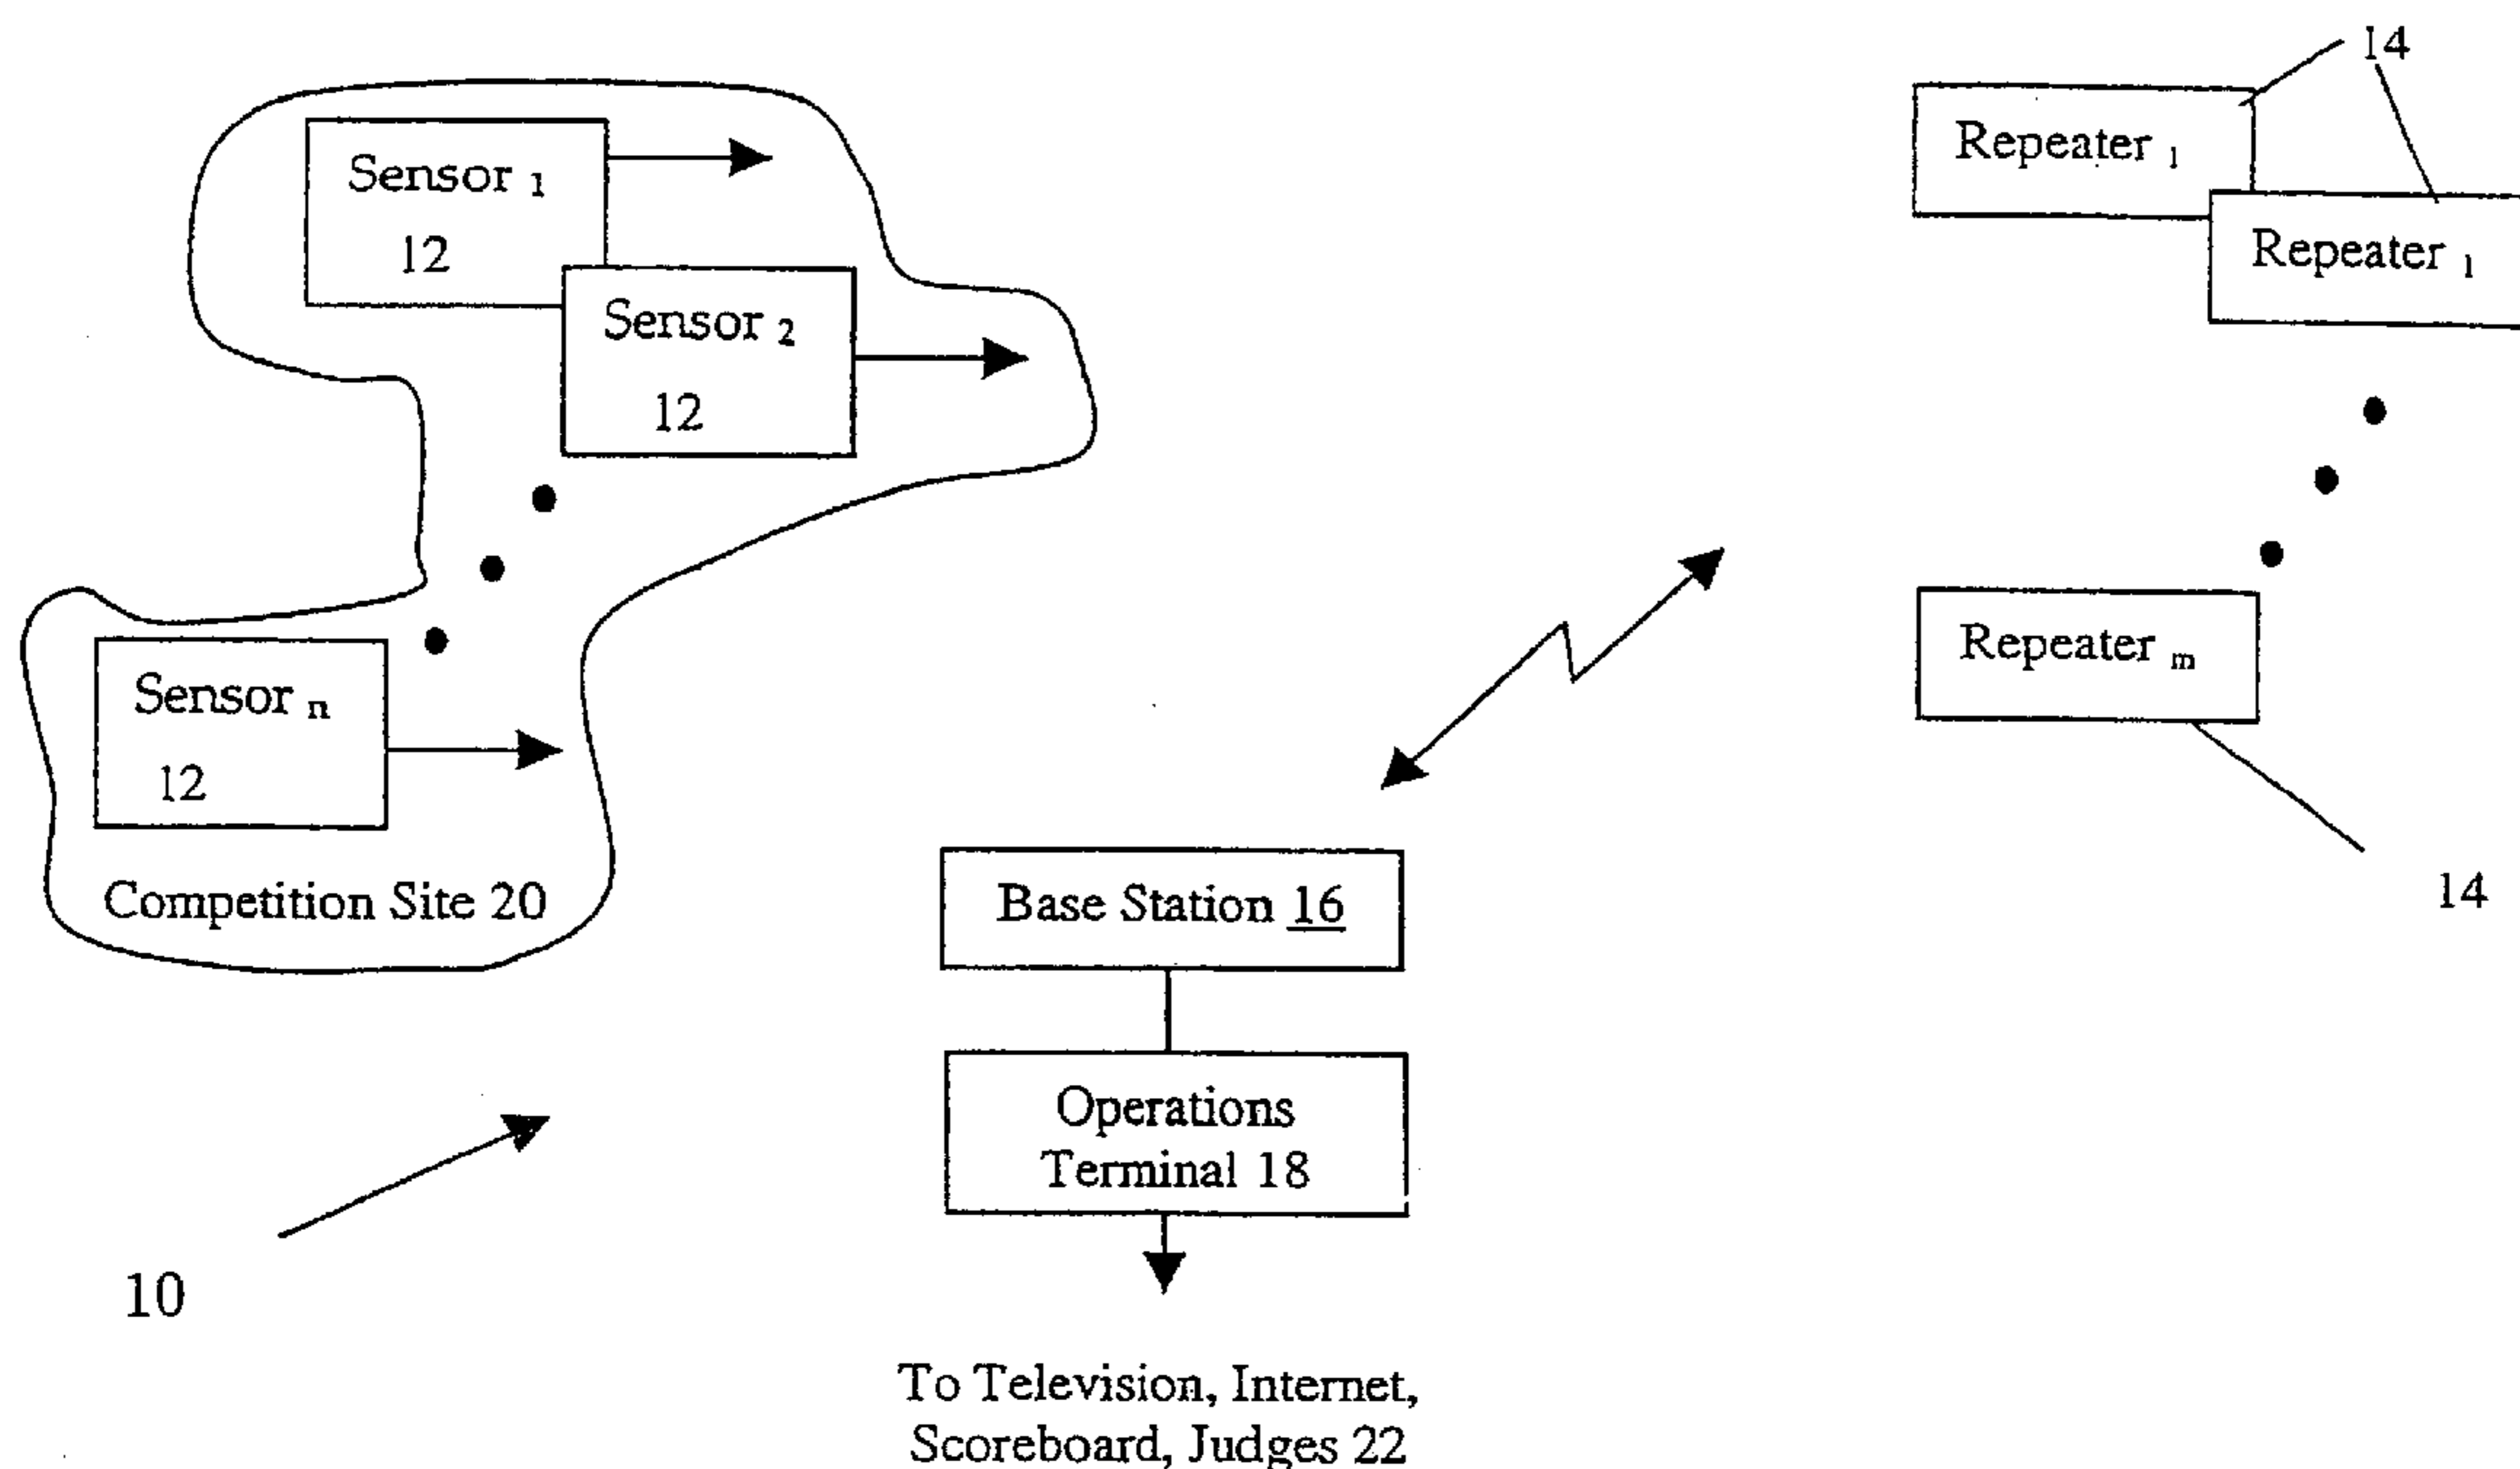 Sensor 1
12
Sensor 2
12
Sensor n
12
Competition Site 20
14
Repeater 1
Repeater 1
Repeater m
14
Base Station 16
Operations
Terminal 18
10
To Television, Internet,
Scoreboard, Judges 22